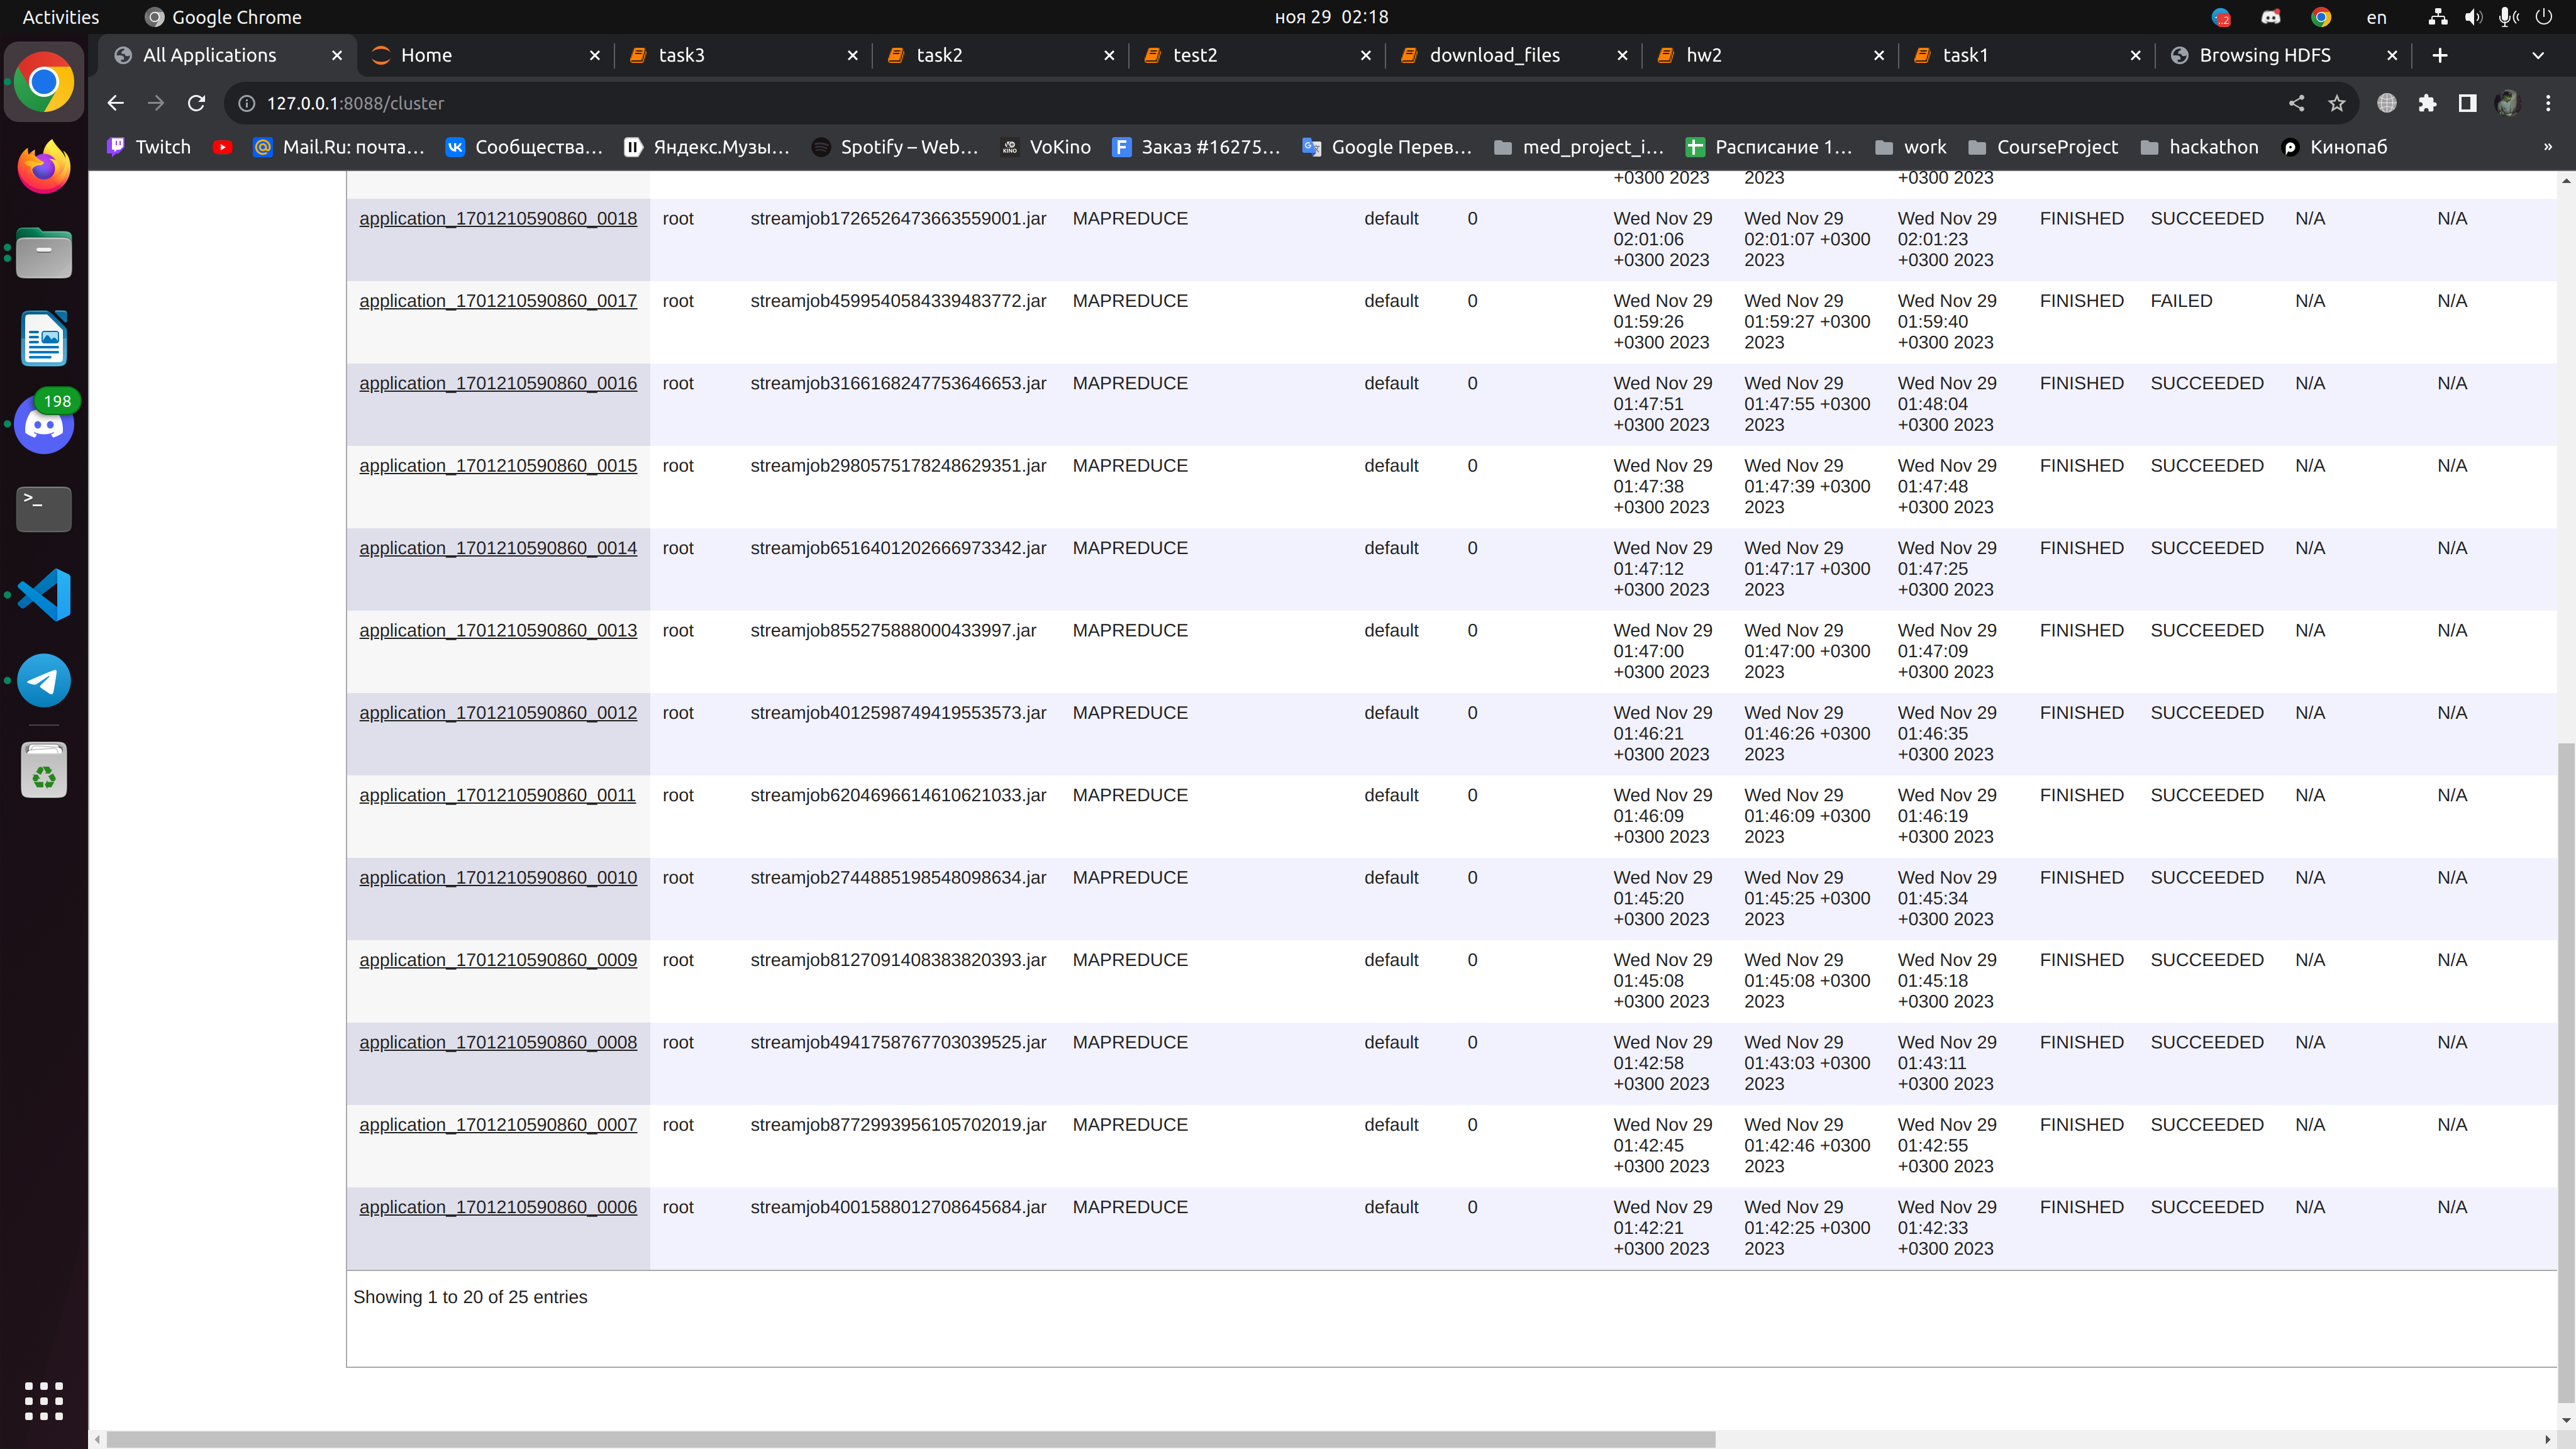 Activities Google Chrome ноя 29 02:18 en
All Applications Home task3 task2 test2 download_files hw2 task1 Browsing HDFS
127.0.0.1:8088/cluster
Twitch Mail.Ru: почта… Сообщества… Яндекс.Музы… Spotify – Web… VoKino Заказ #16275… Google Перев… med_project_i… Расписание 1… work CourseProject hackathon Кинопаб »
198
+0300 2023 2023 +0300 2023
application_1701210590860_0018 root streamjob1726526473663559001.jar MAPREDUCE default 0 Wed Nov 29 Wed Nov 29 Wed Nov 29 FINISHED SUCCEEDED N/A N/A
02:01:06 02:01:07 +0300 02:01:23
+0300 2023 2023 +0300 2023
application_1701210590860_0017 root streamjob4599540584339483772.jar MAPREDUCE default 0 Wed Nov 29 Wed Nov 29 Wed Nov 29 FINISHED FAILED N/A N/A
01:59:26 01:59:27 +0300 01:59:40
+0300 2023 2023 +0300 2023
application_1701210590860_0016 root streamjob3166168247753646653.jar MAPREDUCE default 0 Wed Nov 29 Wed Nov 29 Wed Nov 29 FINISHED SUCCEEDED N/A N/A
01:47:51 01:47:55 +0300 01:48:04
+0300 2023 2023 +0300 2023
application_1701210590860_0015 root streamjob2980575178248629351.jar MAPREDUCE default 0 Wed Nov 29 Wed Nov 29 Wed Nov 29 FINISHED SUCCEEDED N/A N/A
01:47:38 01:47:39 +0300 01:47:48
+0300 2023 2023 +0300 2023
application_1701210590860_0014 root streamjob6516401202666973342.jar MAPREDUCE default 0 Wed Nov 29 Wed Nov 29 Wed Nov 29 FINISHED SUCCEEDED N/A N/A
01:47:12 01:47:17 +0300 01:47:25
+0300 2023 2023 +0300 2023
application_1701210590860_0013 root streamjob855275888000433997.jar MAPREDUCE default 0 Wed Nov 29 Wed Nov 29 Wed Nov 29 FINISHED SUCCEEDED N/A N/A
01:47:00 01:47:00 +0300 01:47:09
+0300 2023 2023 +0300 2023
application_1701210590860_0012 root streamjob4012598749419553573.jar MAPREDUCE default 0 Wed Nov 29 Wed Nov 29 Wed Nov 29 FINISHED SUCCEEDED N/A N/A
01:46:21 01:46:26 +0300 01:46:35
+0300 2023 2023 +0300 2023
application_1701210590860_0011 root streamjob6204696614610621033.jar MAPREDUCE default 0 Wed Nov 29 Wed Nov 29 Wed Nov 29 FINISHED SUCCEEDED N/A N/A
01:46:09 01:46:09 +0300 01:46:19
+0300 2023 2023 +0300 2023
application_1701210590860_0010 root streamjob2744885198548098634.jar MAPREDUCE default 0 Wed Nov 29 Wed Nov 29 Wed Nov 29 FINISHED SUCCEEDED N/A N/A
01:45:20 01:45:25 +0300 01:45:34
+0300 2023 2023 +0300 2023
application_1701210590860_0009 root streamjob8127091408383820393.jar MAPREDUCE default 0 Wed Nov 29 Wed Nov 29 Wed Nov 29 FINISHED SUCCEEDED N/A N/A
01:45:08 01:45:08 +0300 01:45:18
+0300 2023 2023 +0300 2023
application_1701210590860_0008 root streamjob4941758767703039525.jar MAPREDUCE default 0 Wed Nov 29 Wed Nov 29 Wed Nov 29 FINISHED SUCCEEDED N/A N/A
01:42:58 01:43:03 +0300 01:43:11
+0300 2023 2023 +0300 2023
application_1701210590860_0007 root streamjob8772993956105702019.jar MAPREDUCE default 0 Wed Nov 29 Wed Nov 29 Wed Nov 29 FINISHED SUCCEEDED N/A N/A
01:42:45 01:42:46 +0300 01:42:55
+0300 2023 2023 +0300 2023
application_1701210590860_0006 root streamjob4001588012708645684.jar MAPREDUCE default 0 Wed Nov 29 Wed Nov 29 Wed Nov 29 FINISHED SUCCEEDED N/A N/A
01:42:21 01:42:25 +0300 01:42:33
+0300 2023 2023 +0300 2023
Showing 1 to 20 of 25 entries